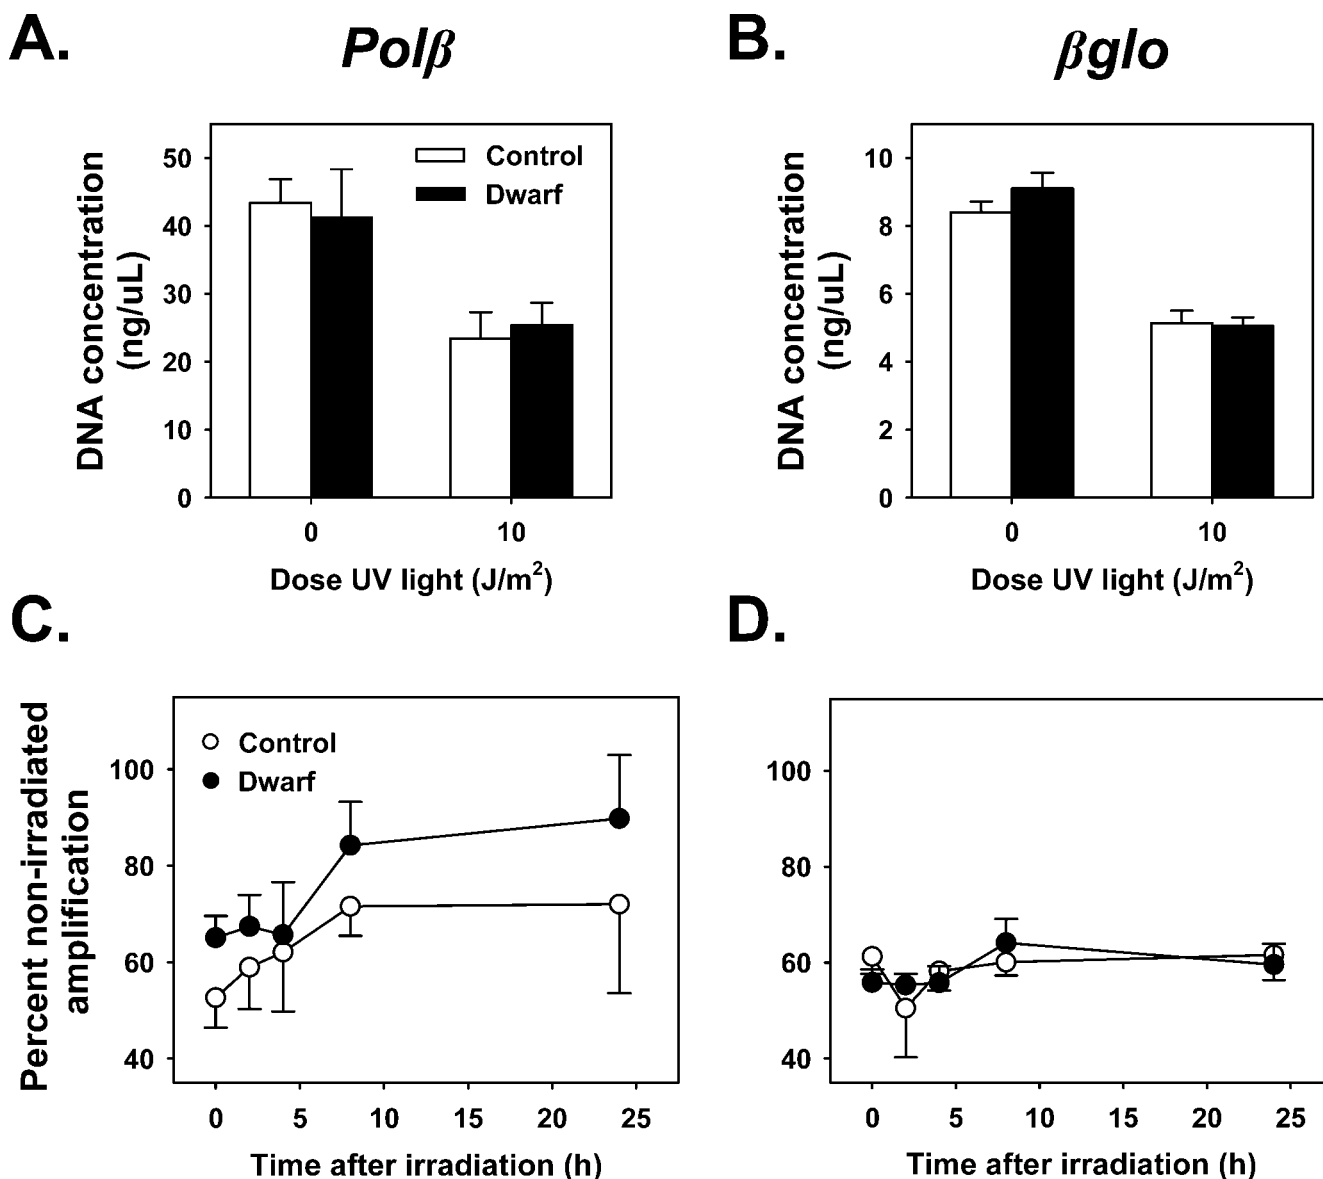 A.
Polβ
DNA concentration
(ng/uL)
50
40
30
20
10
0
Control
Dwarf
0
10
Dose UV light (J/m²)
B.
βglo
DNA concentration
(ng/uL)
10
8
6
4
2
0
0
10
Dose UV light (J/m²)
C.
Percent non-irradiated
amplification
100
80
60
40
Control
Dwarf
0
5
10
15
20
25
Time after irradiation (h)
D.
100
80
60
40
0
5
10
15
20
25
Time after irradiation (h)